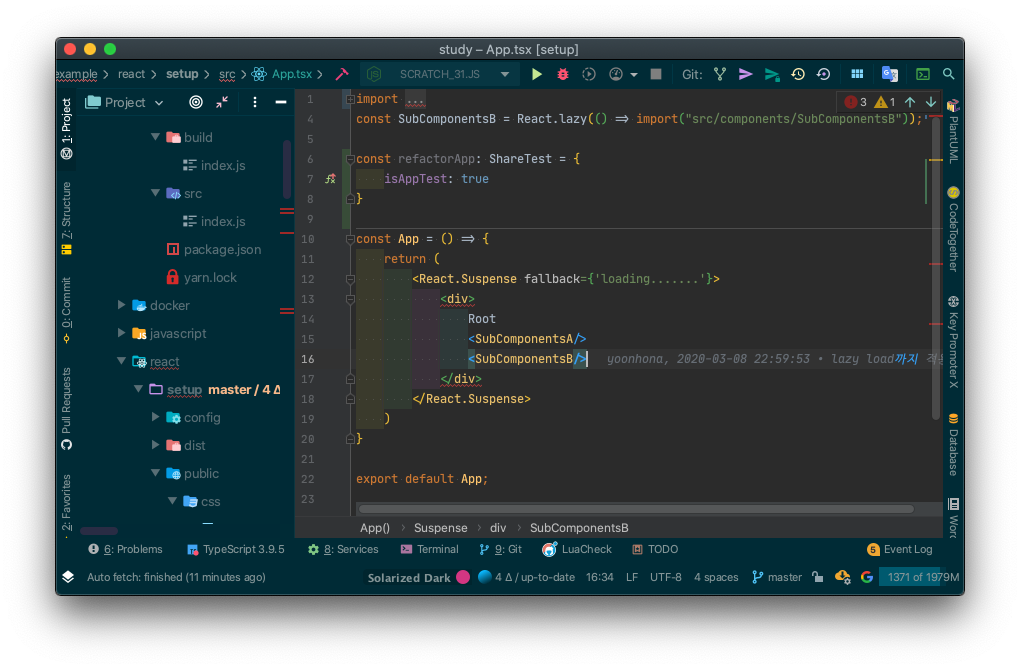 study – App.tsx [setup]
example
react
setup
src
App.tsx
SCRATCH_31.JS
Git:
1: Project
Z: Structure
0: Commit
Pull Requests
2: Favorites
Project
build
index.js
src
index.js
package.json
yarn.lock
docker
javascript
react
setup master / 4 Δ
config
dist
public
css
3 1
1 import ...
4 const SubComponentsB = React.lazy(() => import("src/components/SubComponentsB"));
5
6 const refactorApp: ShareTest = {
7 isAppTest: true
8 }
9
10 const App = () => {
11 return (
12 <React.Suspense fallback={'loading.......'}>
13 <div>
14 Root
15 <SubComponentsA/>
16 <SubComponentsB/> yoonhona, 2020-03-08 22:59:53 • lazy load까지
17 </div>
18 </React.Suspense>
19 )
20 }
21
22 export default App;
23
App() Suspense div SubComponentsB
PlantUML
CodeTogether
Key Promoter X
Database
6: Problems
TypeScript 3.9.5
8: Services
Terminal
9: Git
LuaCheck
TODO
5 Event Log
Auto fetch: finished (11 minutes ago)
Solarized Dark
4 Δ / up-to-date
16:34
LF
UTF-8
4 spaces
master
1371 of 1979M